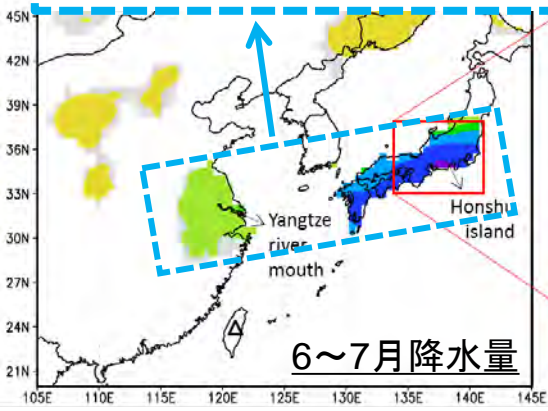 45N
42N
39N
36N
33N
30N
27N
24N
21N
Yangtze
river
mouth
Honshu
island
6～7月降水量
105E 110E 115E 120E 125E 130E 135E 140E 145E